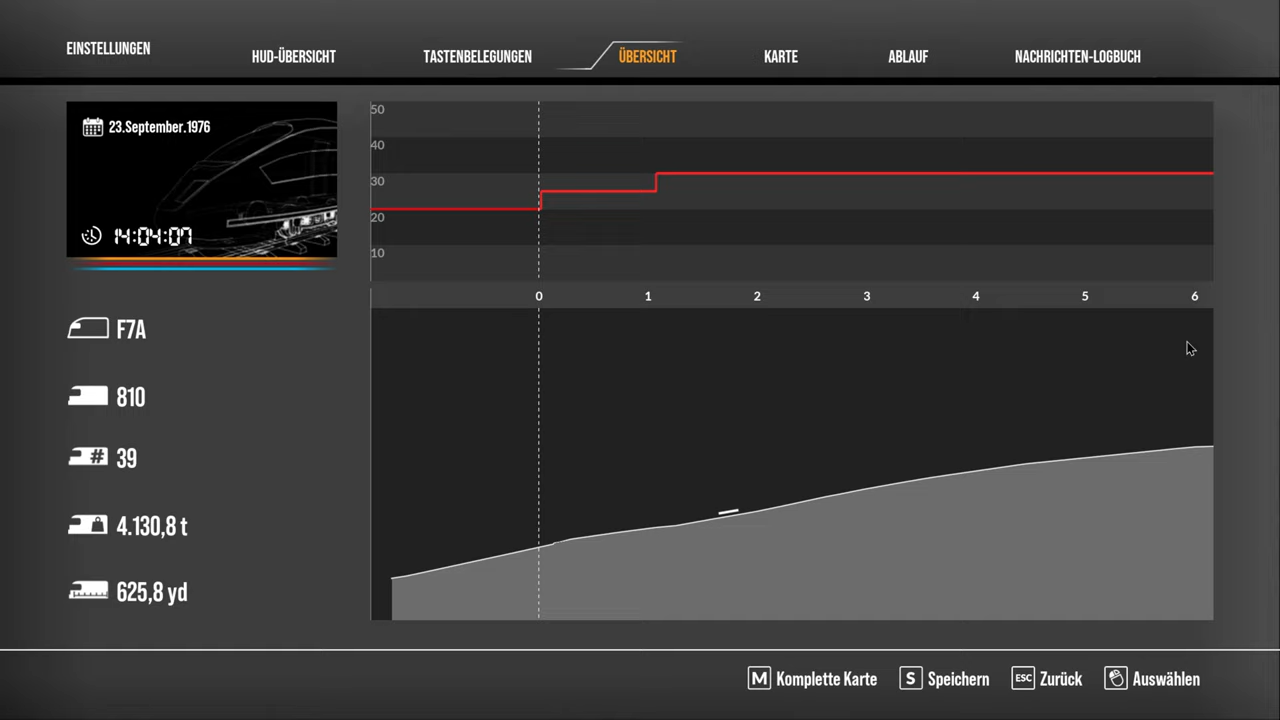 EINSTELLUNGEN
HUD-ÜBERSICHT
TASTENBELEGUNGEN
ÜBERSICHT
KARTE
ABLAUF
NACHRICHTEN-LOGBUCH
23.September.1976
14:04:07
F7A
810
# 39
4.130,8 t
625,8 yd
50
40
30
20
10
0 1 2 3 4 5 6
M Komplette Karte
S Speichern
ESC Zurück
Auswählen